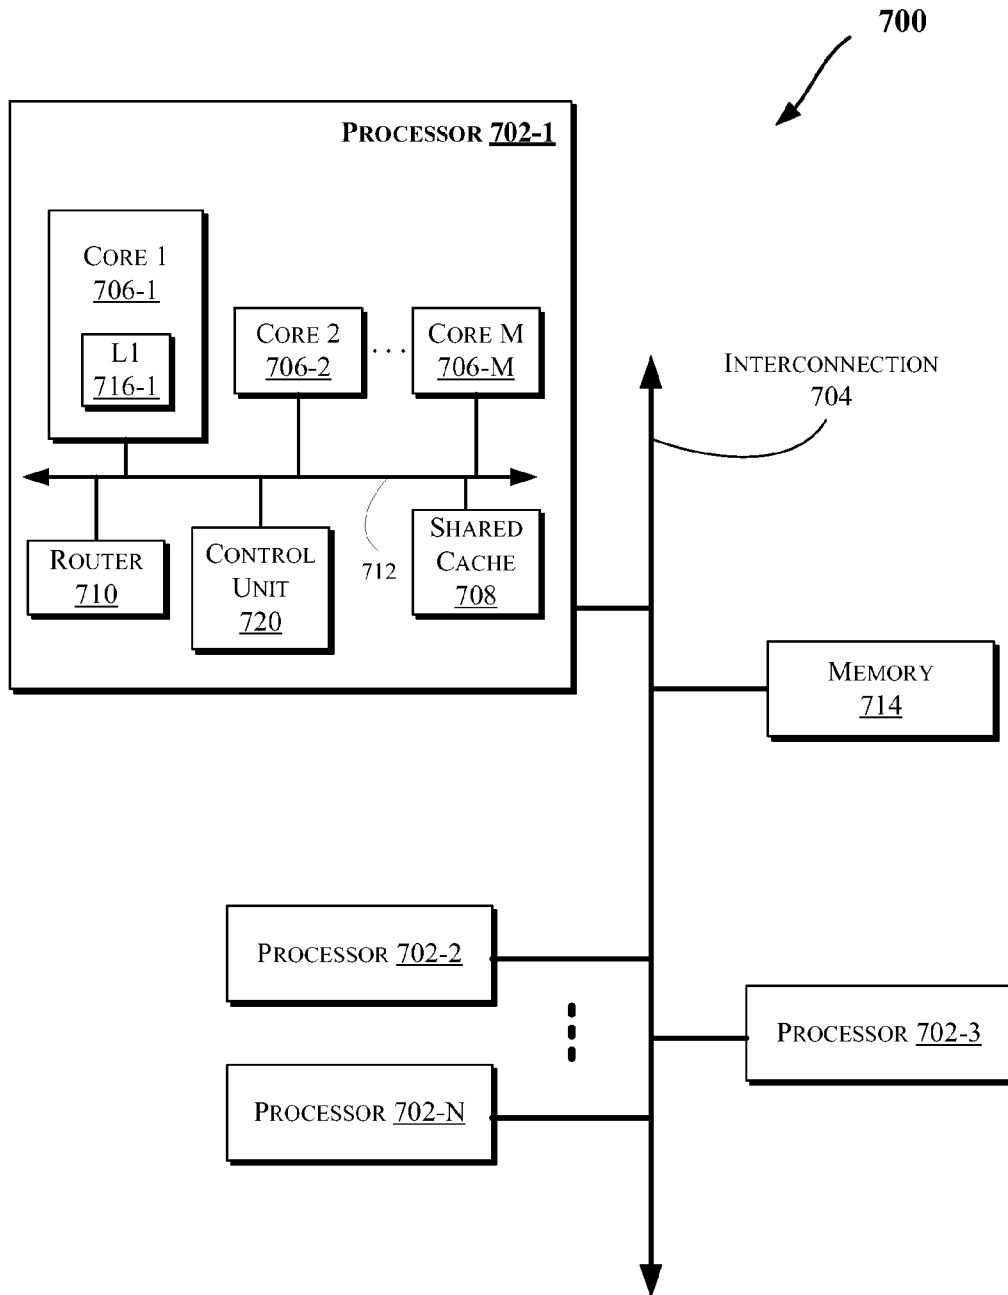 700
PROCESSOR 702-1
CORE 1
706-1
L1
716-1
CORE 2
706-2
...
CORE M
706-M
INTERCONNECTION
704
ROUTER
710
CONTROL
UNIT
720
712
SHARED
CACHE
708
MEMORY
714
PROCESSOR 702-2
PROCESSOR 702-3
PROCESSOR 702-N